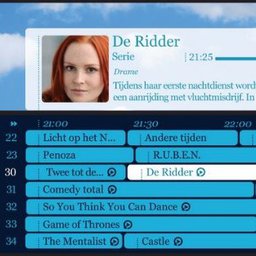 De Ridder
Serie 21:25
Drame
Tijdens haar eerste nachtdienst word
een aanrijding met vluchtmisdrijf. In
21:00 21:30 22:00
22 Licht op het N... Andere tijden
23 Penoza R.U.B.E.N.
30 Twee tot de... De Ridder
31 Comedy total
32 So You Think You Can Dance
33 Game of Thrones
34 The Mentalist Castle